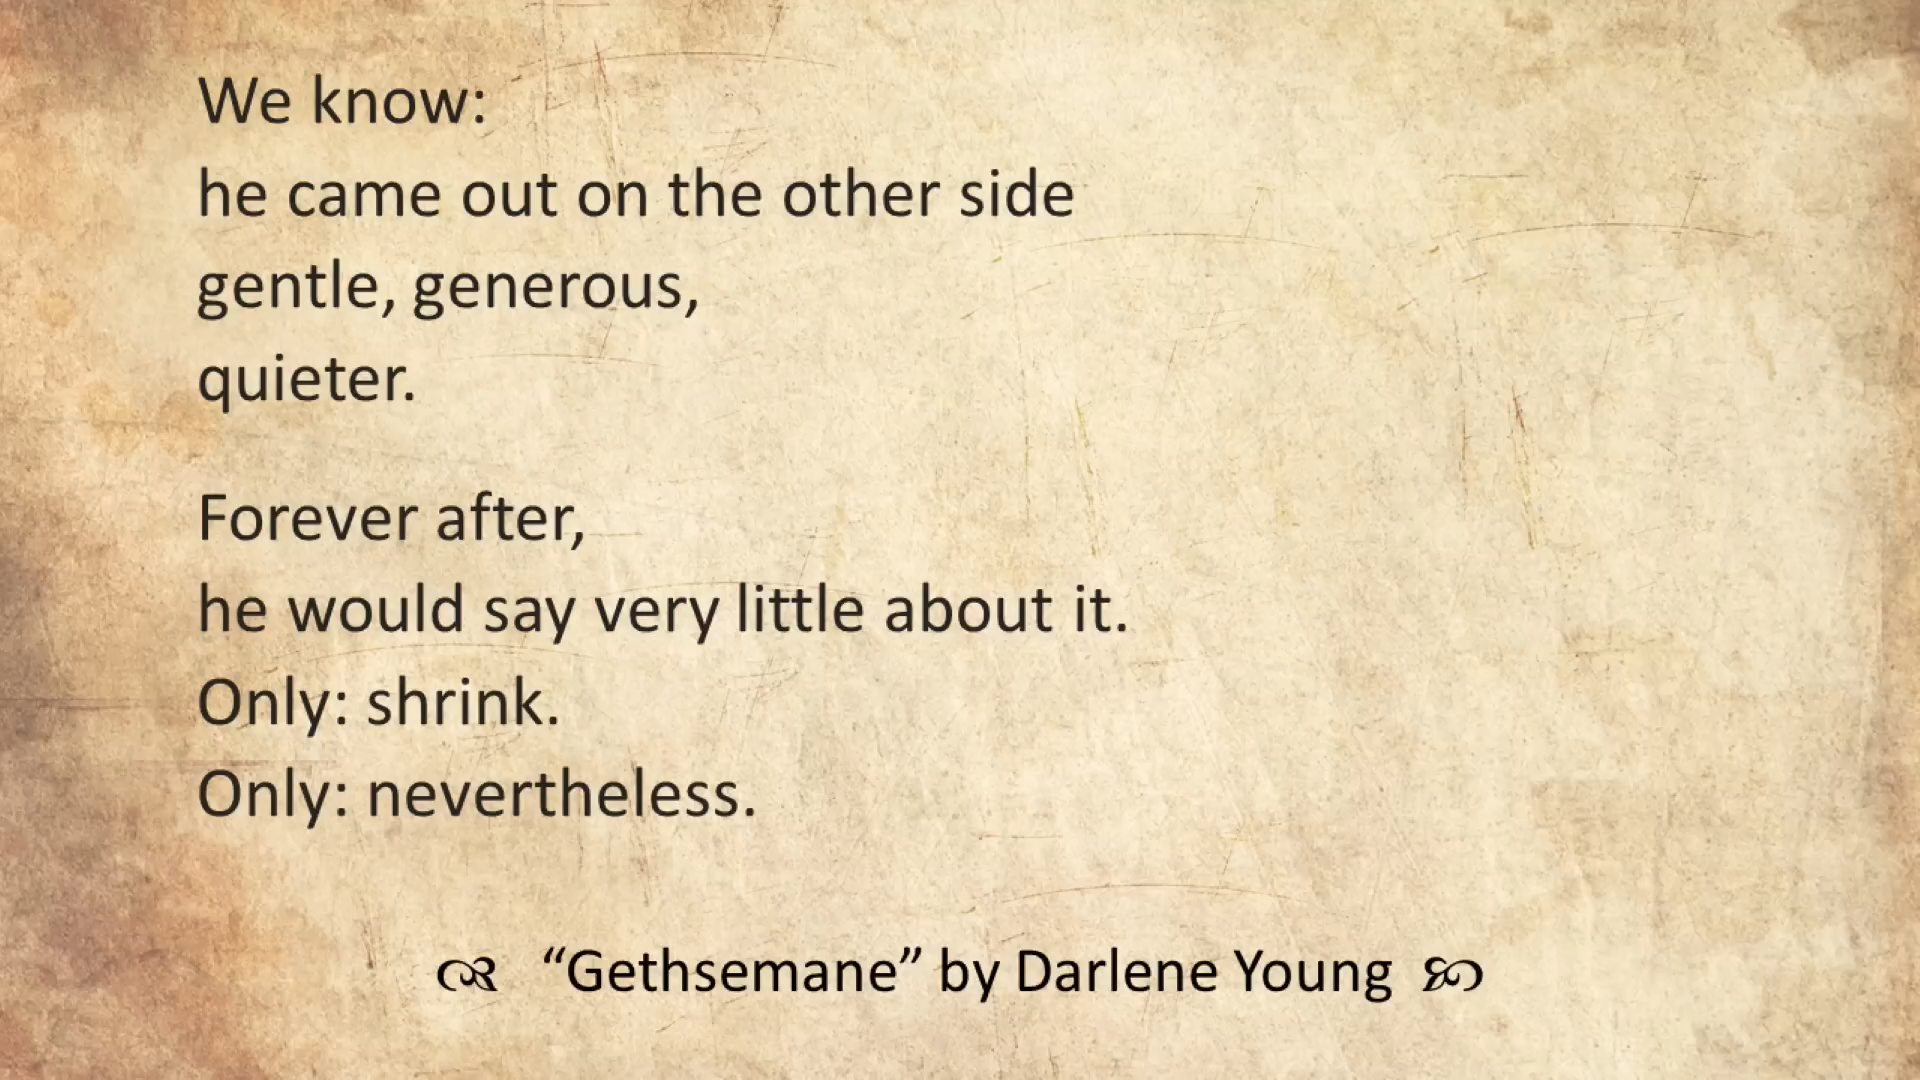 We know:
he came out on the other side
gentle, generous,
quieter.
Forever after,
he would say very little about it.
Only: shrink.
Only: nevertheless.
“Gethsemane” by Darlene Young